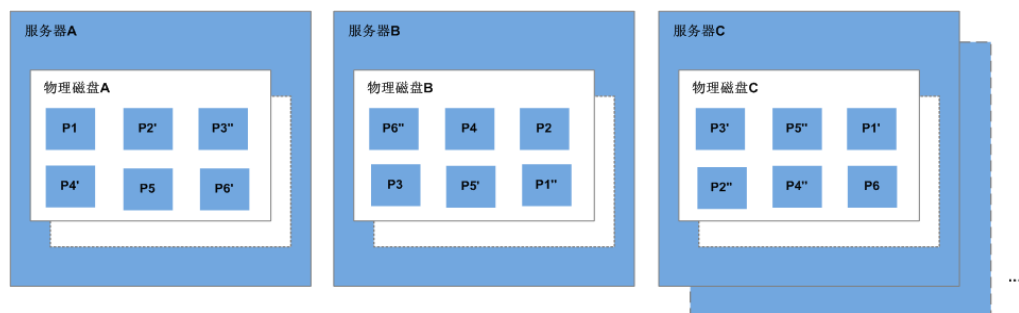 服务器A
物理磁盘A
P1 P2' P3"
P4' P5 P6'
服务器B
物理磁盘B
P6" P4 P2
P3 P5' P1"
服务器C
物理磁盘C
P3' P5" P1'
P2" P4" P6
...